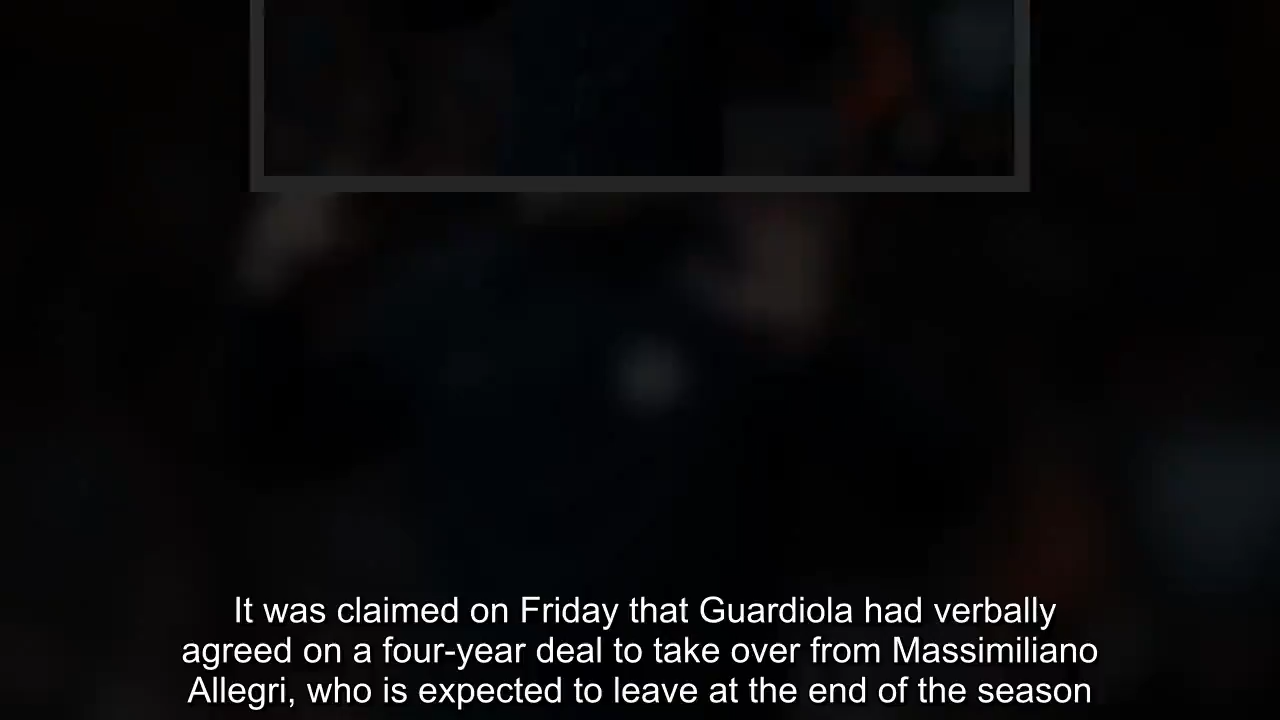 It was claimed on Friday that Guardiola had verbally
agreed on a four-year deal to take over from Massimiliano
Allegri, who is expected to leave at the end of the season